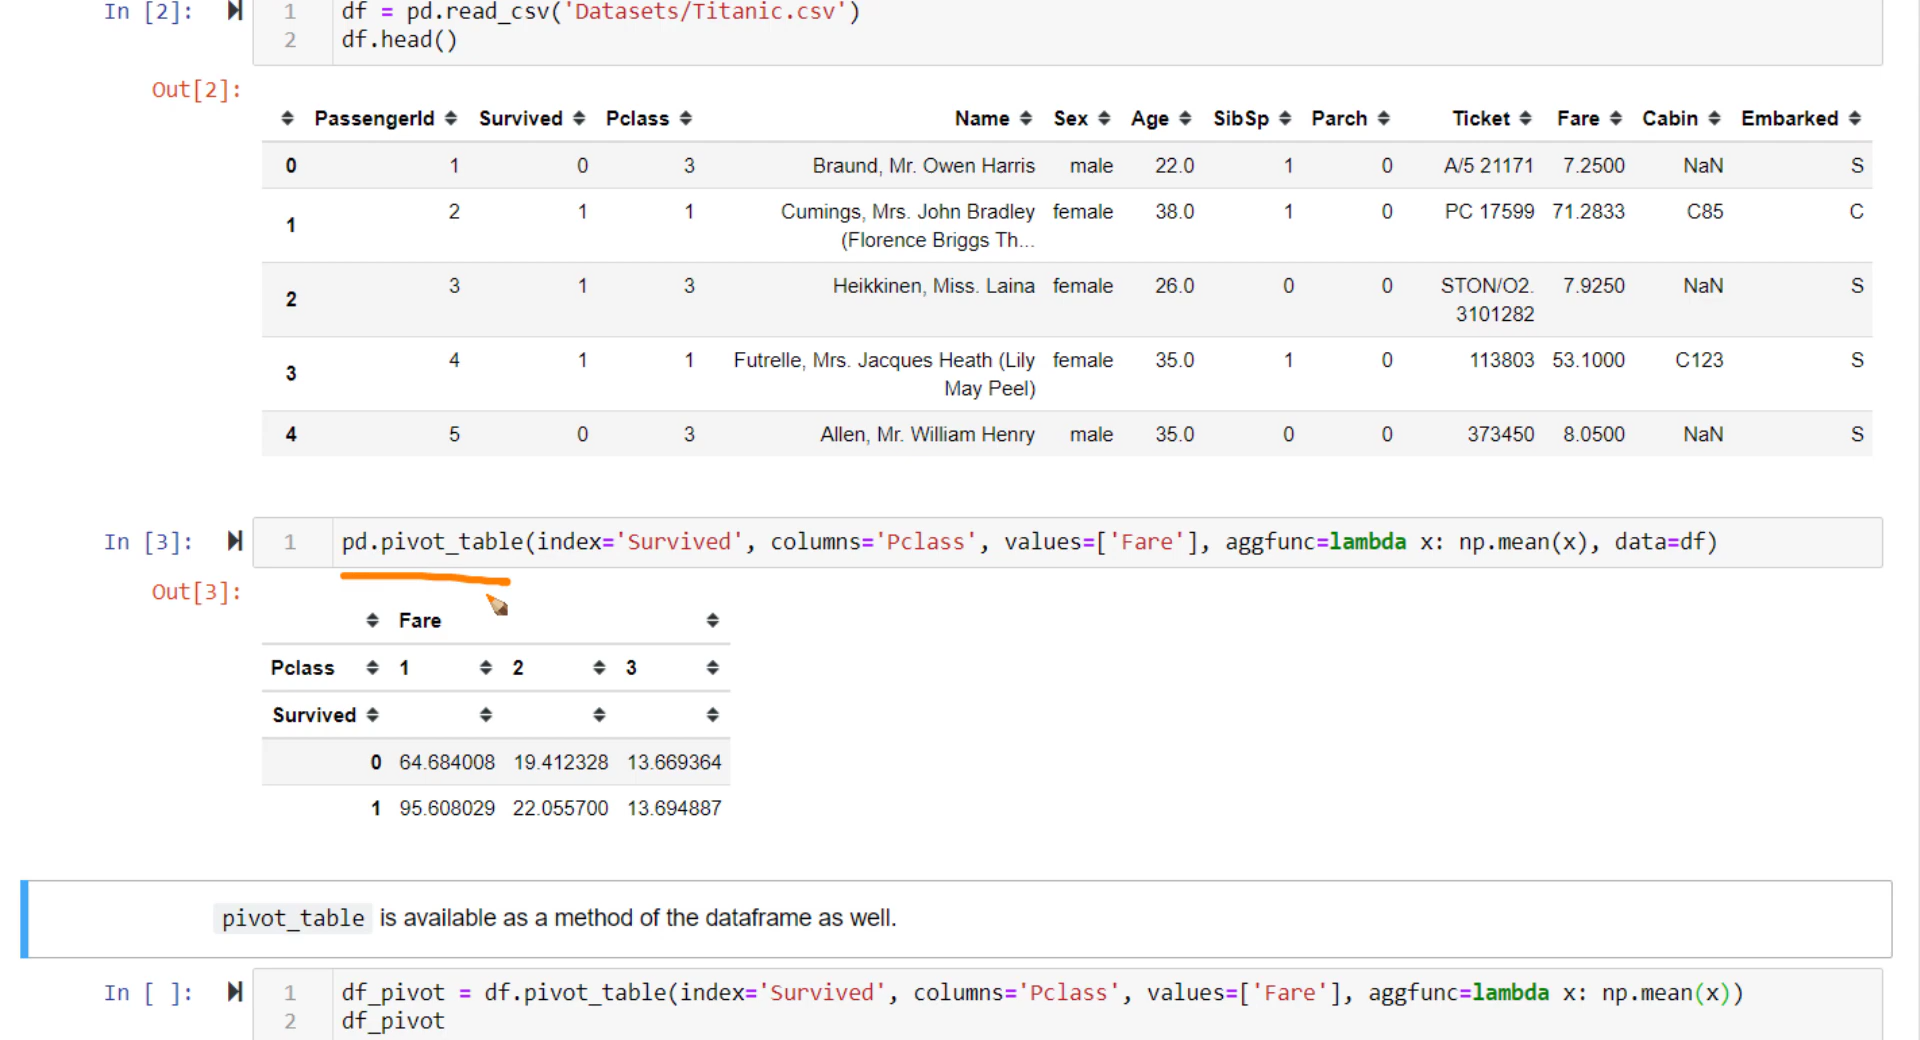 In [2]:
1 df = pd.read_csv('Datasets/Titanic.csv')
2 df.head()
Out[2]:
PassengerId Survived Pclass Name Sex Age SibSp Parch Ticket Fare Cabin Embarked
0 1 0 3 Braund, Mr. Owen Harris male 22.0 1 0 A/5 21171 7.2500 NaN S
1 2 1 1 Cumings, Mrs. John Bradley (Florence Briggs Th... female 38.0 1 0 PC 17599 71.2833 C85 C
2 3 1 3 Heikkinen, Miss. Laina female 26.0 0 0 STON/O2. 3101282 7.9250 NaN S
3 4 1 1 Futrelle, Mrs. Jacques Heath (Lily May Peel) female 35.0 1 0 113803 53.1000 C123 S
4 5 0 3 Allen, Mr. William Henry male 35.0 0 0 373450 8.0500 NaN S
In [3]:
1 pd.pivot_table(index='Survived', columns='Pclass', values=['Fare'], aggfunc=lambda x: np.mean(x), data=df)
Out[3]:
Fare
Pclass 1 2 3
Survived
0 64.684008 19.412328 13.669364
1 95.608029 22.055700 13.694887
pivot_table is available as a method of the dataframe as well.
In [ ]:
1 df_pivot = df.pivot_table(index='Survived', columns='Pclass', values=['Fare'], aggfunc=lambda x: np.mean(x))
2 df_pivot